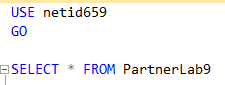 USE netid659
GO
SELECT * FROM PartnerLab9